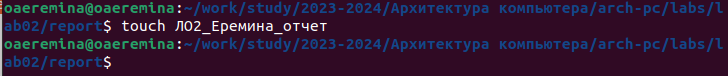 oaeremina@oaeremina:~/work/study/2023-2024/Архитектура компьютера/arch-pc/labs/l
ab02/report$ touch ЛО2_Еремина_отчет
oaeremina@oaeremina:~/work/study/2023-2024/Архитектура компьютера/arch-pc/labs/l
ab02/report$